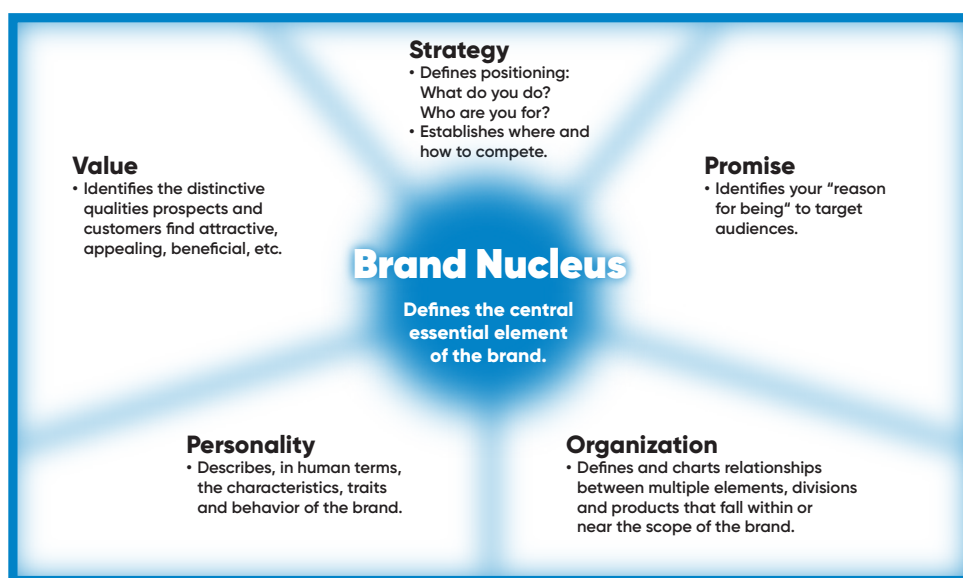 Strategy
• Defines positioning:
What do you do?
Who are you for?
• Establishes where and
how to compete.
Value
• Identifies the distinctive
qualities prospects and
customers find attractive,
appealing, beneficial, etc.
Promise
• Identifies your “reason
for being“ to target
audiences.
Brand Nucleus
Defines the central
essential element
of the brand.
Personality
• Describes, in human terms,
the characteristics, traits
and behavior of the brand.
Organization
• Defines and charts relationships
between multiple elements, divisions
and products that fall within or
near the scope of the brand.